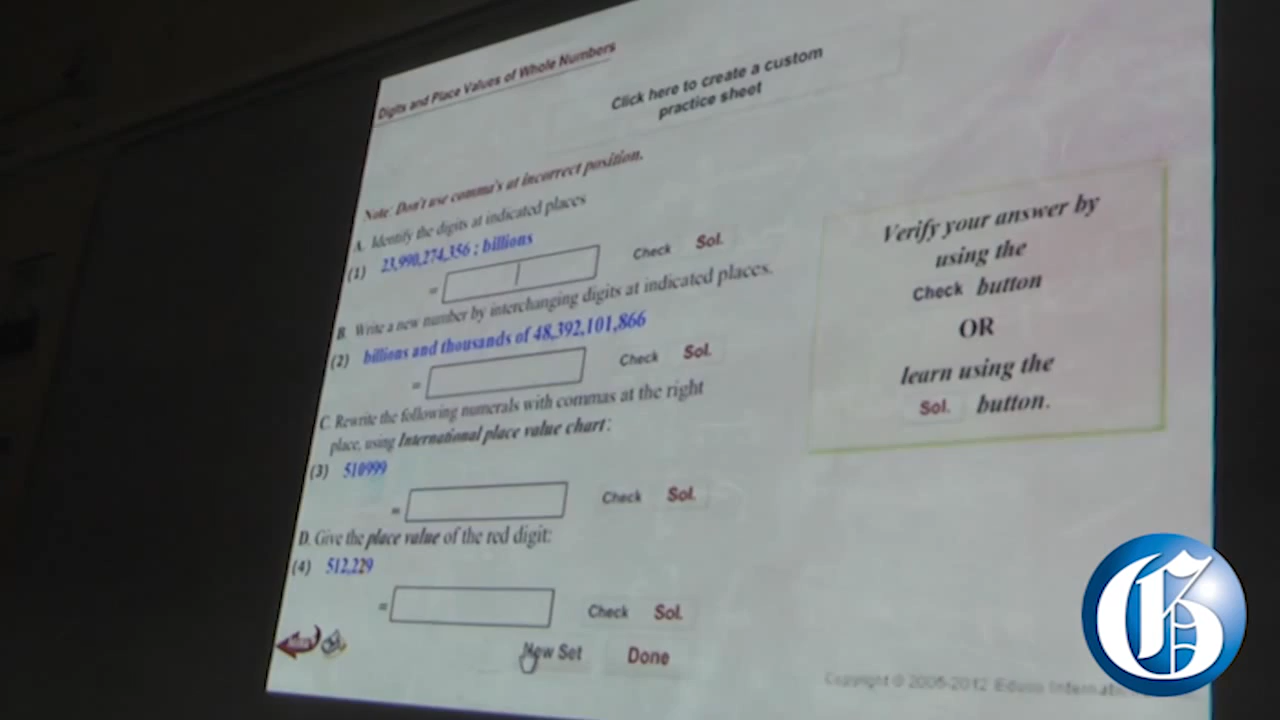 Digits and Place Values of Whole Numbers
Click here to create a custom
practice sheet
Note: Don't use comma's at incorrect position.
A. Identify the digits at indicated places
(1) 23,990,274,356 ; billions
= Check Sol.
B. Write a new number by interchanging digits at indicated places.
(2) billions and thousands of 48,392,101,866
= Check Sol.
C. Rewrite the following numerals with commas at the right
place, using International place value chart:
(3) 510999
= Check Sol.
D. Give the place value of the red digit:
(4) 512,229
= Check Sol.
New Set Done
Verify your answer by
using the
Check button
OR
learn using the
Sol. button.
Copyright © 2005-2012
G